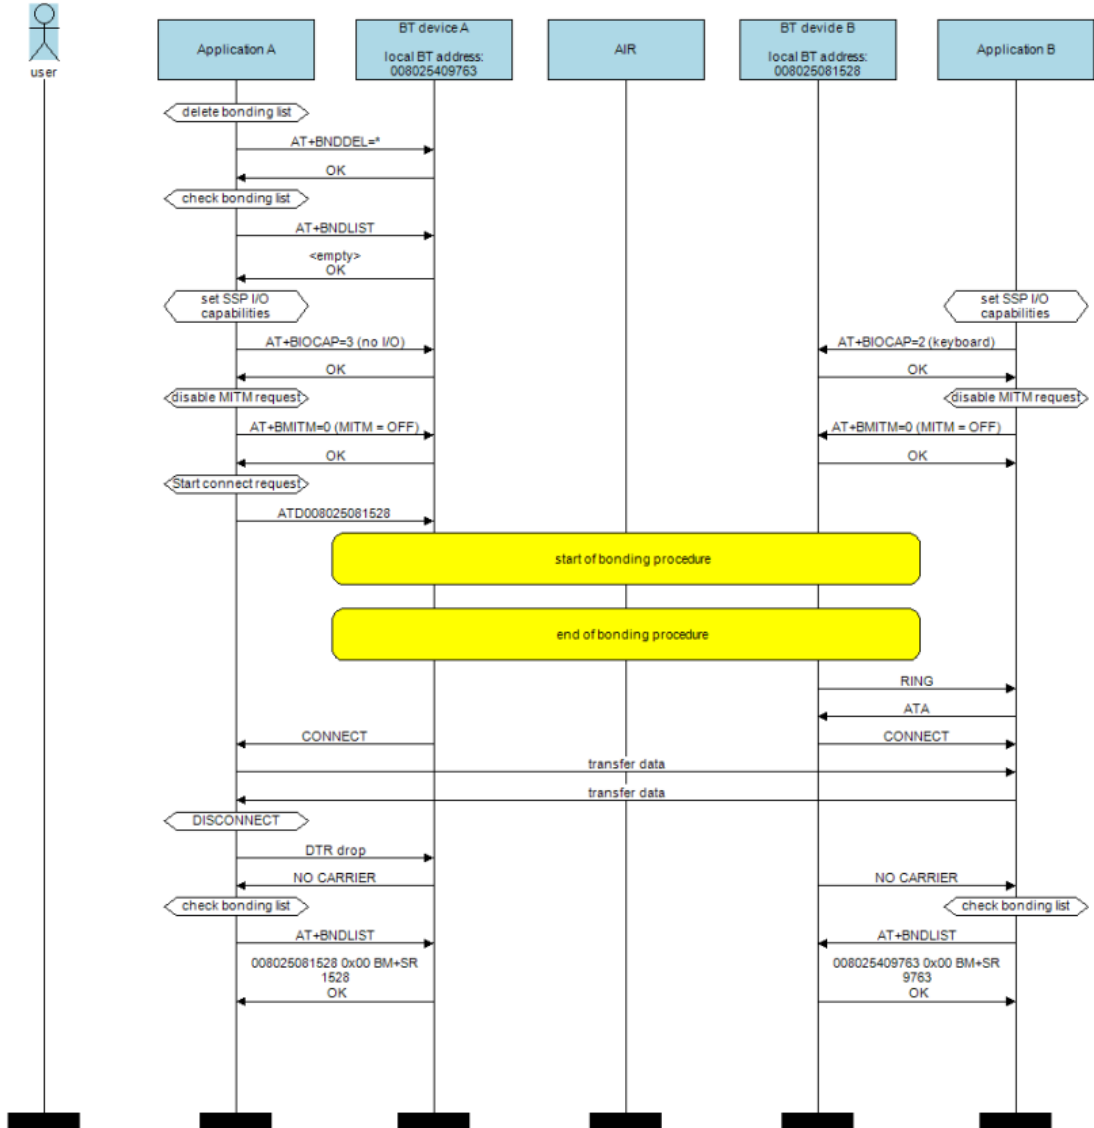 user
Application A
BT device A
local BT address:
008025409763
AIR
BT devide B
local BT address:
008025081528
Application B
delete bonding list
AT+BNDDEL=*
OK
check bonding list
AT+BNDLIST
<empty>
OK
set SSP I/O
capabilities
set SSP I/O
capabilities
AT+BIOCAP=3 (no I/O)
AT+BIOCAP=2 (keyboard)
OK
OK
disable MITM request
disable MITM request
AT+BMITM=0 (MITM = OFF)
AT+BMITM=0 (MITM = OFF)
OK
OK
Start connect request
ATD008025081528
start of bonding procedure
end of bonding procedure
RING
ATA
CONNECT
CONNECT
transfer data
transfer data
DISCONNECT
DTR drop
NO CARRIER
NO CARRIER
check bonding list
check bonding list
AT+BNDLIST
AT+BNDLIST
008025081528 0x00 BM+SR
1528
OK
008025409763 0x00 BM+SR
9763
OK